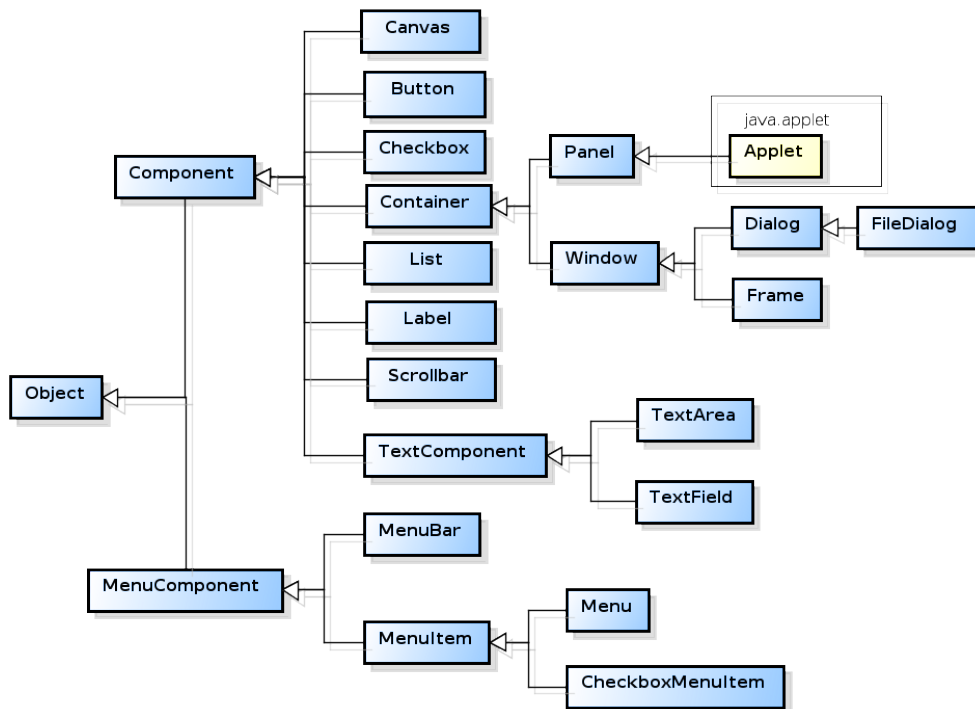 Canvas
Button
java.applet
Checkbox
Panel
Applet
Component
Container
Dialog
FileDialog
List
Window
Frame
Label
Scrollbar
Object
TextArea
TextComponent
TextField
MenuBar
MenuComponent
Menu
MenuItem
CheckboxMenuItem